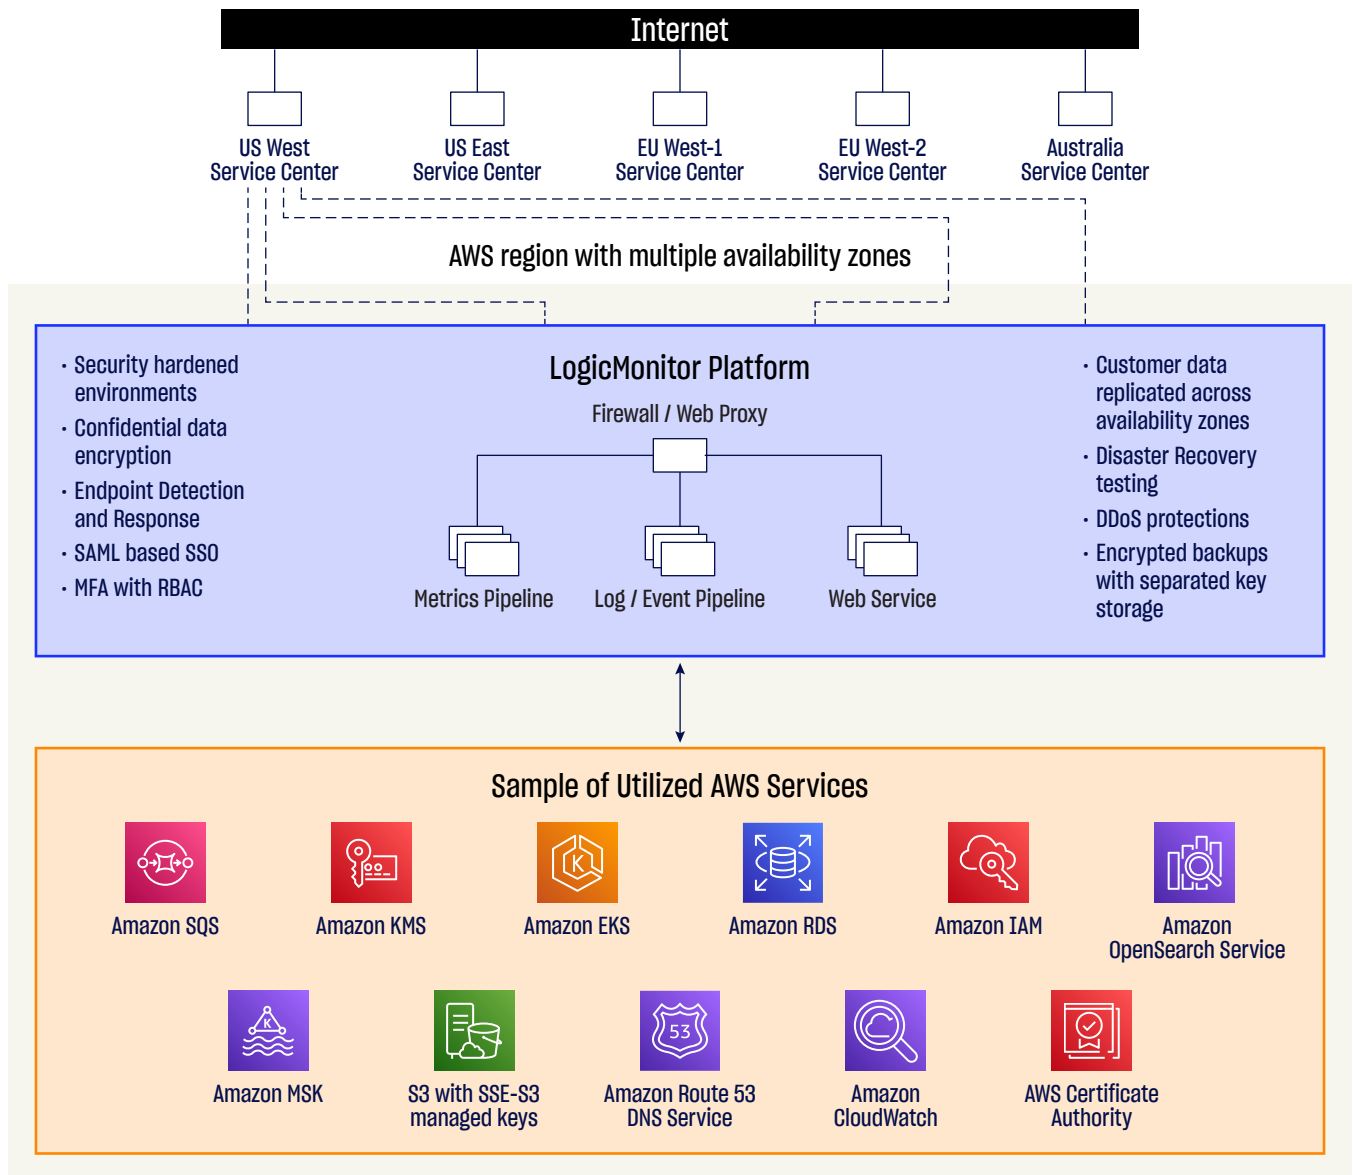 Internet
US West
Service Center
US East
Service Center
EU West-1
Service Center
EU West-2
Service Center
Australia
Service Center
AWS region with multiple availability zones
· Security hardened
environments
· Confidential data
encryption
· Endpoint Detection
and Response
· SAML based SSO
· MFA with RBAC
LogicMonitor Platform
Firewall / Web Proxy
Metrics Pipeline
Log / Event Pipeline
Web Service
· Customer data
replicated across
availability zones
· Disaster Recovery
testing
· DDoS protections
· Encrypted backups
with separated key
storage
Sample of Utilized AWS Services
Amazon SQS
Amazon KMS
K
Amazon EKS
Amazon RDS
Amazon IAM
Amazon
OpenSearch Service
K
Amazon MSK
S3 with SSE-S3
managed keys
53
Amazon Route 53
DNS Service
Amazon
CloudWatch
AWS Certificate
Authority